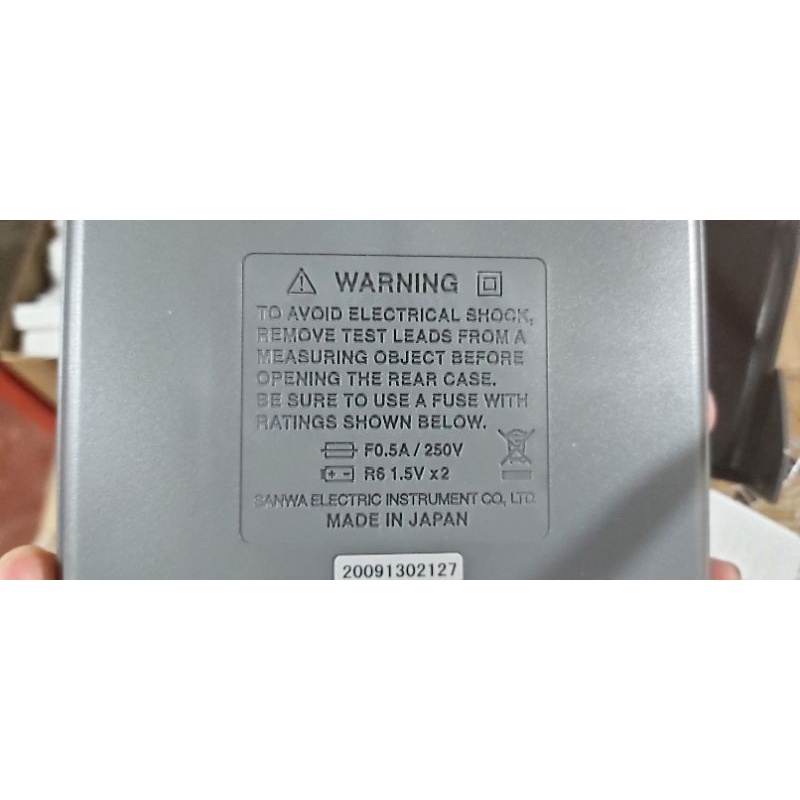 WARNING
TO AVOID ELECTRICAL SHOCK,
REMOVE TEST LEADS FROM A
MEASURING OBJECT BEFORE
OPENING THE REAR CASE.
BE SURE TO USE A FUSE WITH
RATINGS SHOWN BELOW.
F0.5A / 250V
R6 1.5V x2
SANWA ELECTRIC INSTRUMENT CO., LTD.
MADE IN JAPAN
20091302127